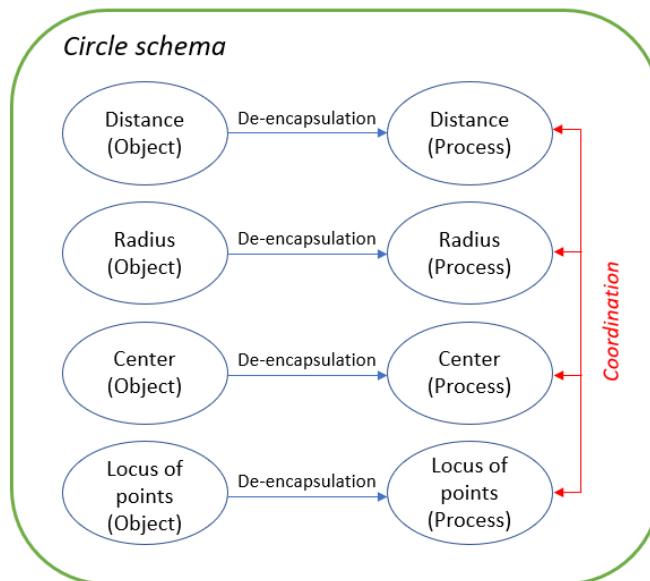 Circle schema
Distance
(Object)
De-encapsulation
Distance
(Process)
Radius
(Object)
De-encapsulation
Radius
(Process)
Center
(Object)
De-encapsulation
Center
(Process)
Locus of
points
(Object)
De-encapsulation
Locus of
points
(Process)
Coordination